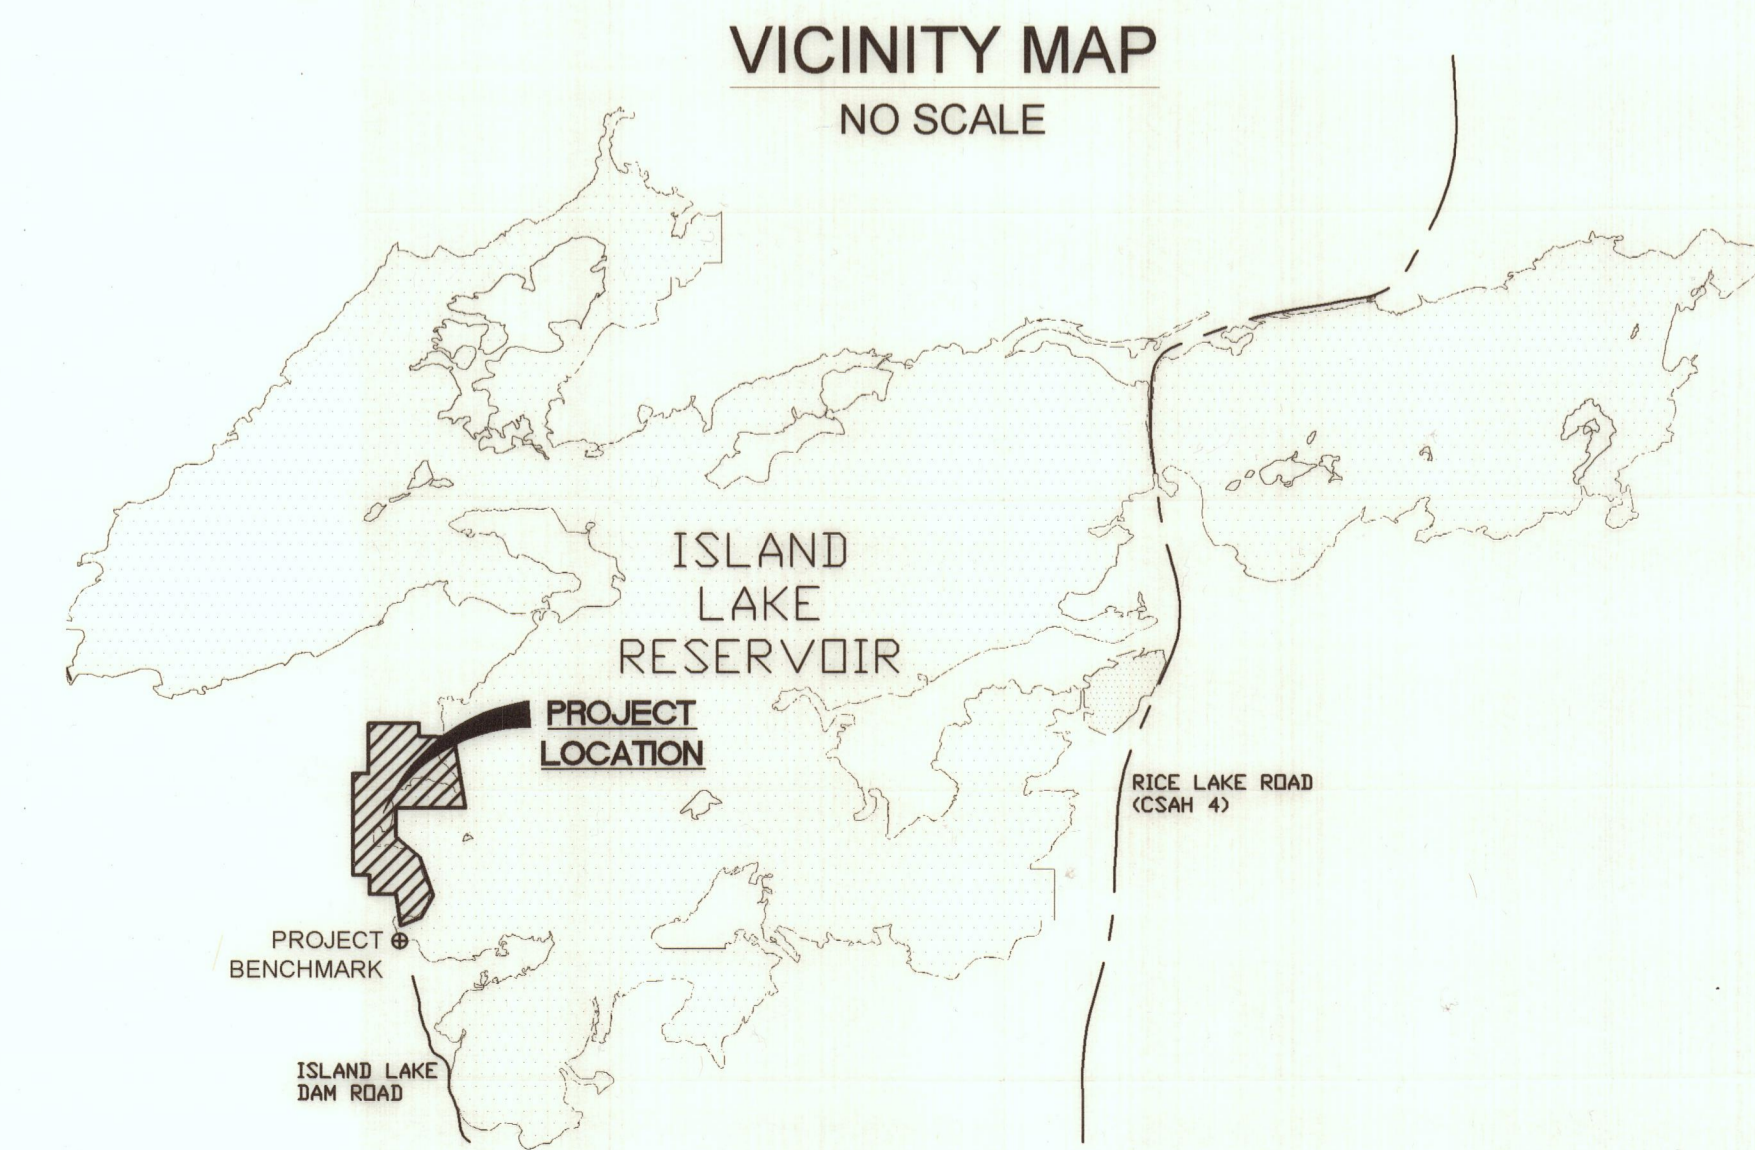 VICINITY MAP
NO SCALE
ISLAND
LAKE
RESERVOIR
PROJECT
LOCATION
RICE LAKE ROAD
(CSAH 4)
PROJECT
BENCHMARK
ISLAND LAKE
DAM ROAD